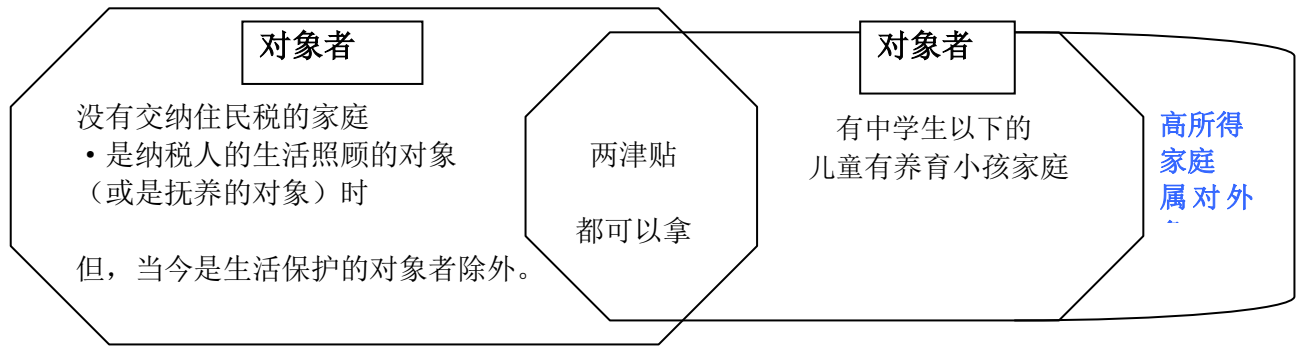 对象者
没有交纳住民税的家庭
•是纳税人的生活照顾的对象
（或是抚养的对象）时
但，当今是生活保护的对象者除外。
两津贴
都可以拿
对象者
有中学生以下的
儿童有养育小孩家庭
高所得
家庭
属对外